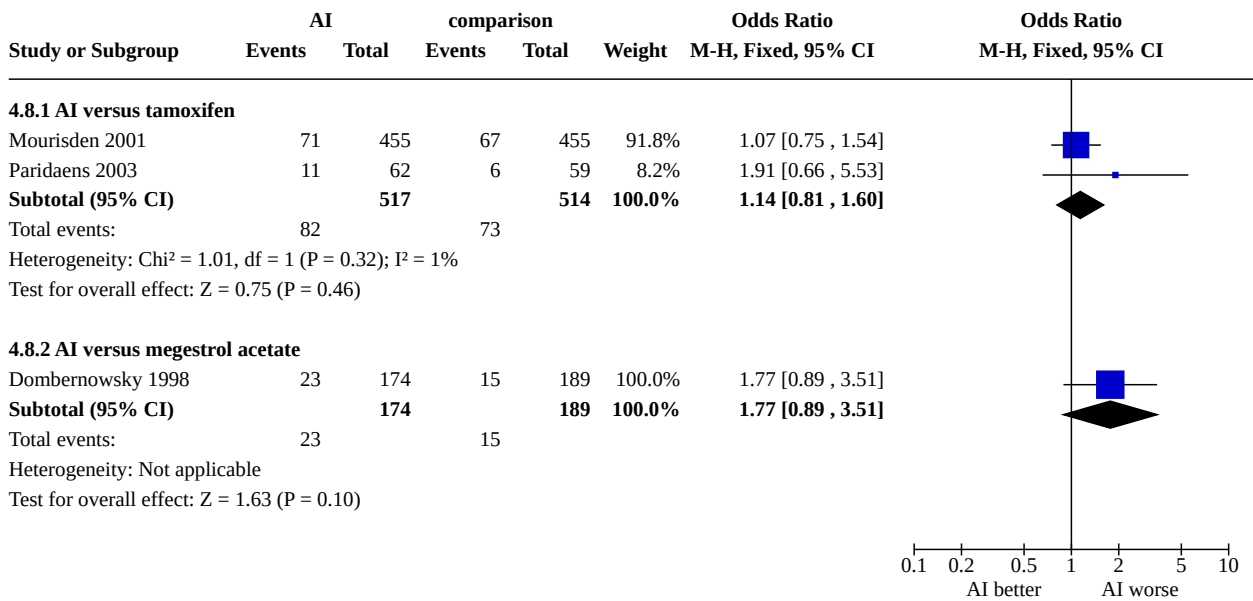 AI comparison Odds Ratio Odds Ratio
Study or Subgroup Events Total Events Total Weight M-H, Fixed, 95% CI M-H, Fixed, 95% CI
4.8.1 AI versus tamoxifen
Mourisden 2001 71 455 67 455 91.8% 1.07 [0.75 , 1.54]
Paridaens 2003 11 62 6 59 8.2% 1.91 [0.66 , 5.53]
Subtotal (95% CI) 517 514 100.0% 1.14 [0.81 , 1.60]
Total events: 82 73
Heterogeneity: Chi² = 1.01, df = 1 (P = 0.32); I² = 1%
Test for overall effect: Z = 0.75 (P = 0.46)
4.8.2 AI versus megestrol acetate
Dombernowsky 1998 23 174 15 189 100.0% 1.77 [0.89 , 3.51]
Subtotal (95% CI) 174 189 100.0% 1.77 [0.89 , 3.51]
Total events: 23 15
Heterogeneity: Not applicable
Test for overall effect: Z = 1.63 (P = 0.10)
0.1 0.2 0.5 1 2 5 10
AI better AI worse